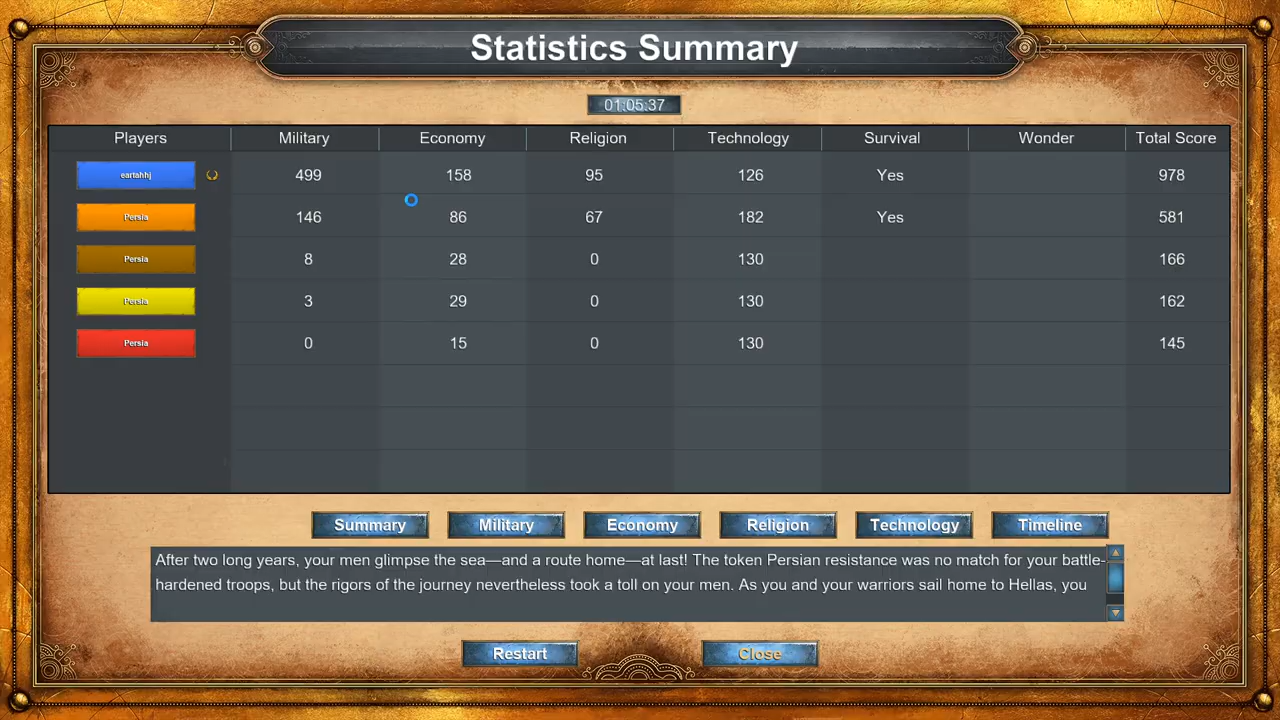 Statistics Summary
01:05:37
Players Military Economy Religion Technology Survival Wonder Total Score
eartahhj 499 158 95 126 Yes 978
Persia 146 86 67 182 Yes 581
Persia 8 28 0 130 166
Persia 3 29 0 130 162
Persia 0 15 0 130 145
Summary Military Economy Religion Technology Timeline
After two long years, your men glimpse the sea—and a route home—at last! The token Persian resistance was no match for your battle-
hardened troops, but the rigors of the journey nevertheless took a toll on your men. As you and your warriors sail home to Hellas, you
Restart Close